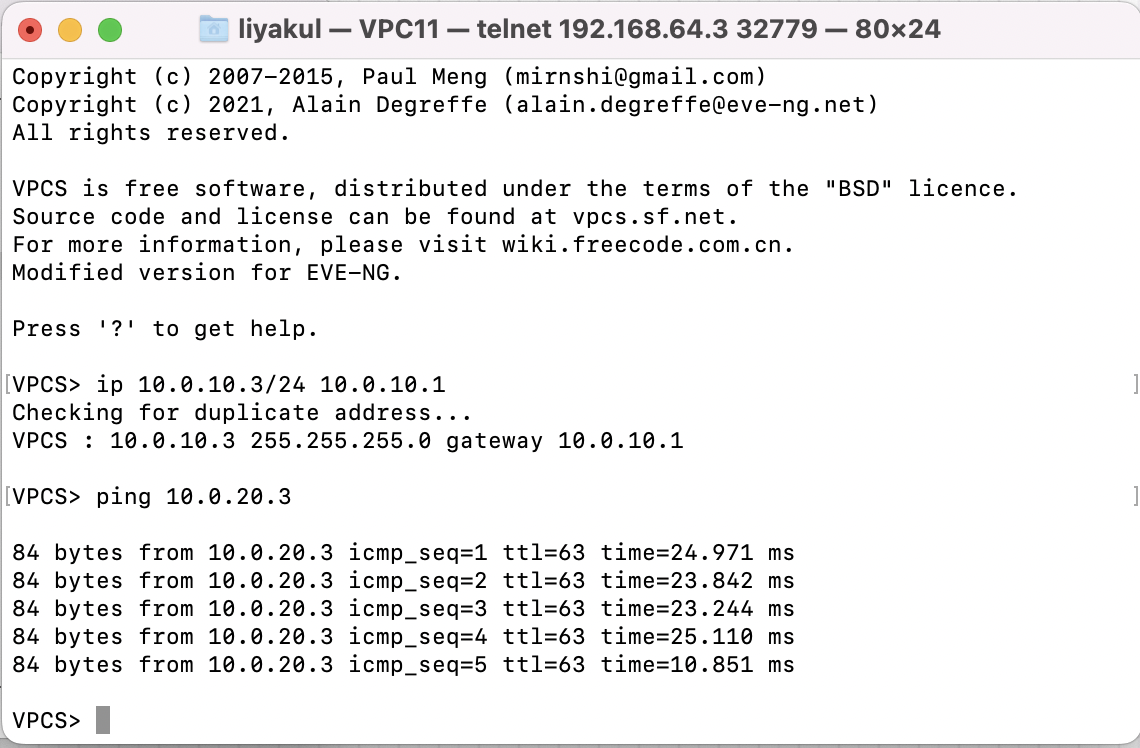 liyakul — VPC11 — telnet 192.168.64.3 32779 — 80×24
Copyright (c) 2007-2015, Paul Meng (mirnshi@gmail.com)
Copyright (c) 2021, Alain Degreffe (alain.degreffe@eve-ng.net)
All rights reserved.
VPCS is free software, distributed under the terms of the "BSD" licence.
Source code and license can be found at vpcs.sf.net.
For more information, please visit wiki.freecode.com.cn.
Modified version for EVE-NG.
Press '?' to get help.
[VPCS> ip 10.0.10.3/24 10.0.10.1 ]
Checking for duplicate address...
VPCS : 10.0.10.3 255.255.255.0 gateway 10.0.10.1
[VPCS> ping 10.0.20.3 ]
84 bytes from 10.0.20.3 icmp_seq=1 ttl=63 time=24.971 ms
84 bytes from 10.0.20.3 icmp_seq=2 ttl=63 time=23.842 ms
84 bytes from 10.0.20.3 icmp_seq=3 ttl=63 time=23.244 ms
84 bytes from 10.0.20.3 icmp_seq=4 ttl=63 time=25.110 ms
84 bytes from 10.0.20.3 icmp_seq=5 ttl=63 time=10.851 ms
VPCS>